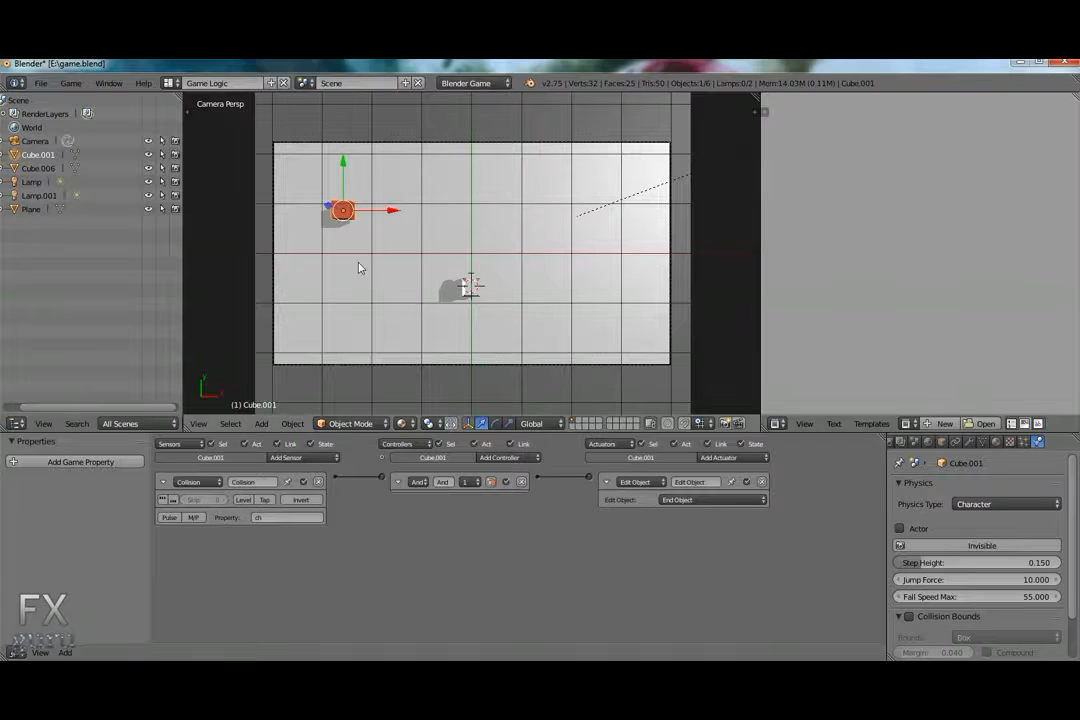 Blender* [E:\game.blend]
File Game Window Help Game Logic Scene Blender Game v2.75 | Verts:32 | Faces:25 | Tris:50 | Objects:1/6 | Lamps:0/2 | Mem:14.03M (0.11M) | Cube.001
Scene
RenderLayers
World
Camera
Cube.001
Cube.006
Lamp
Lamp.001
Plane
Camera Persp
(1) Cube.001
View Search All Scenes
View Select Add Object Object Mode Global
View Text Templates New Open
Properties
Add Game Property
Sensors Sel Act Link State
Cube.001 Add Sensor
Collision Collision
Level Tap Invert
Pulse M/P Property: ch
Controllers Sel Act Link
Cube.001 Add Controller
And And 1
Actuators Sel Act Link State
Cube.001 Add Actuator
Edit Object Edit Object
Edit Object: End Object
Cube.001
Physics
Physics Type: Character
Actor
Invisible
Step Height: 0.150
Jump Force: 10.000
Fall Speed Max: 55.000
Collision Bounds
Bounds: Box
Margin: 0.040 Compound
FX
View Add